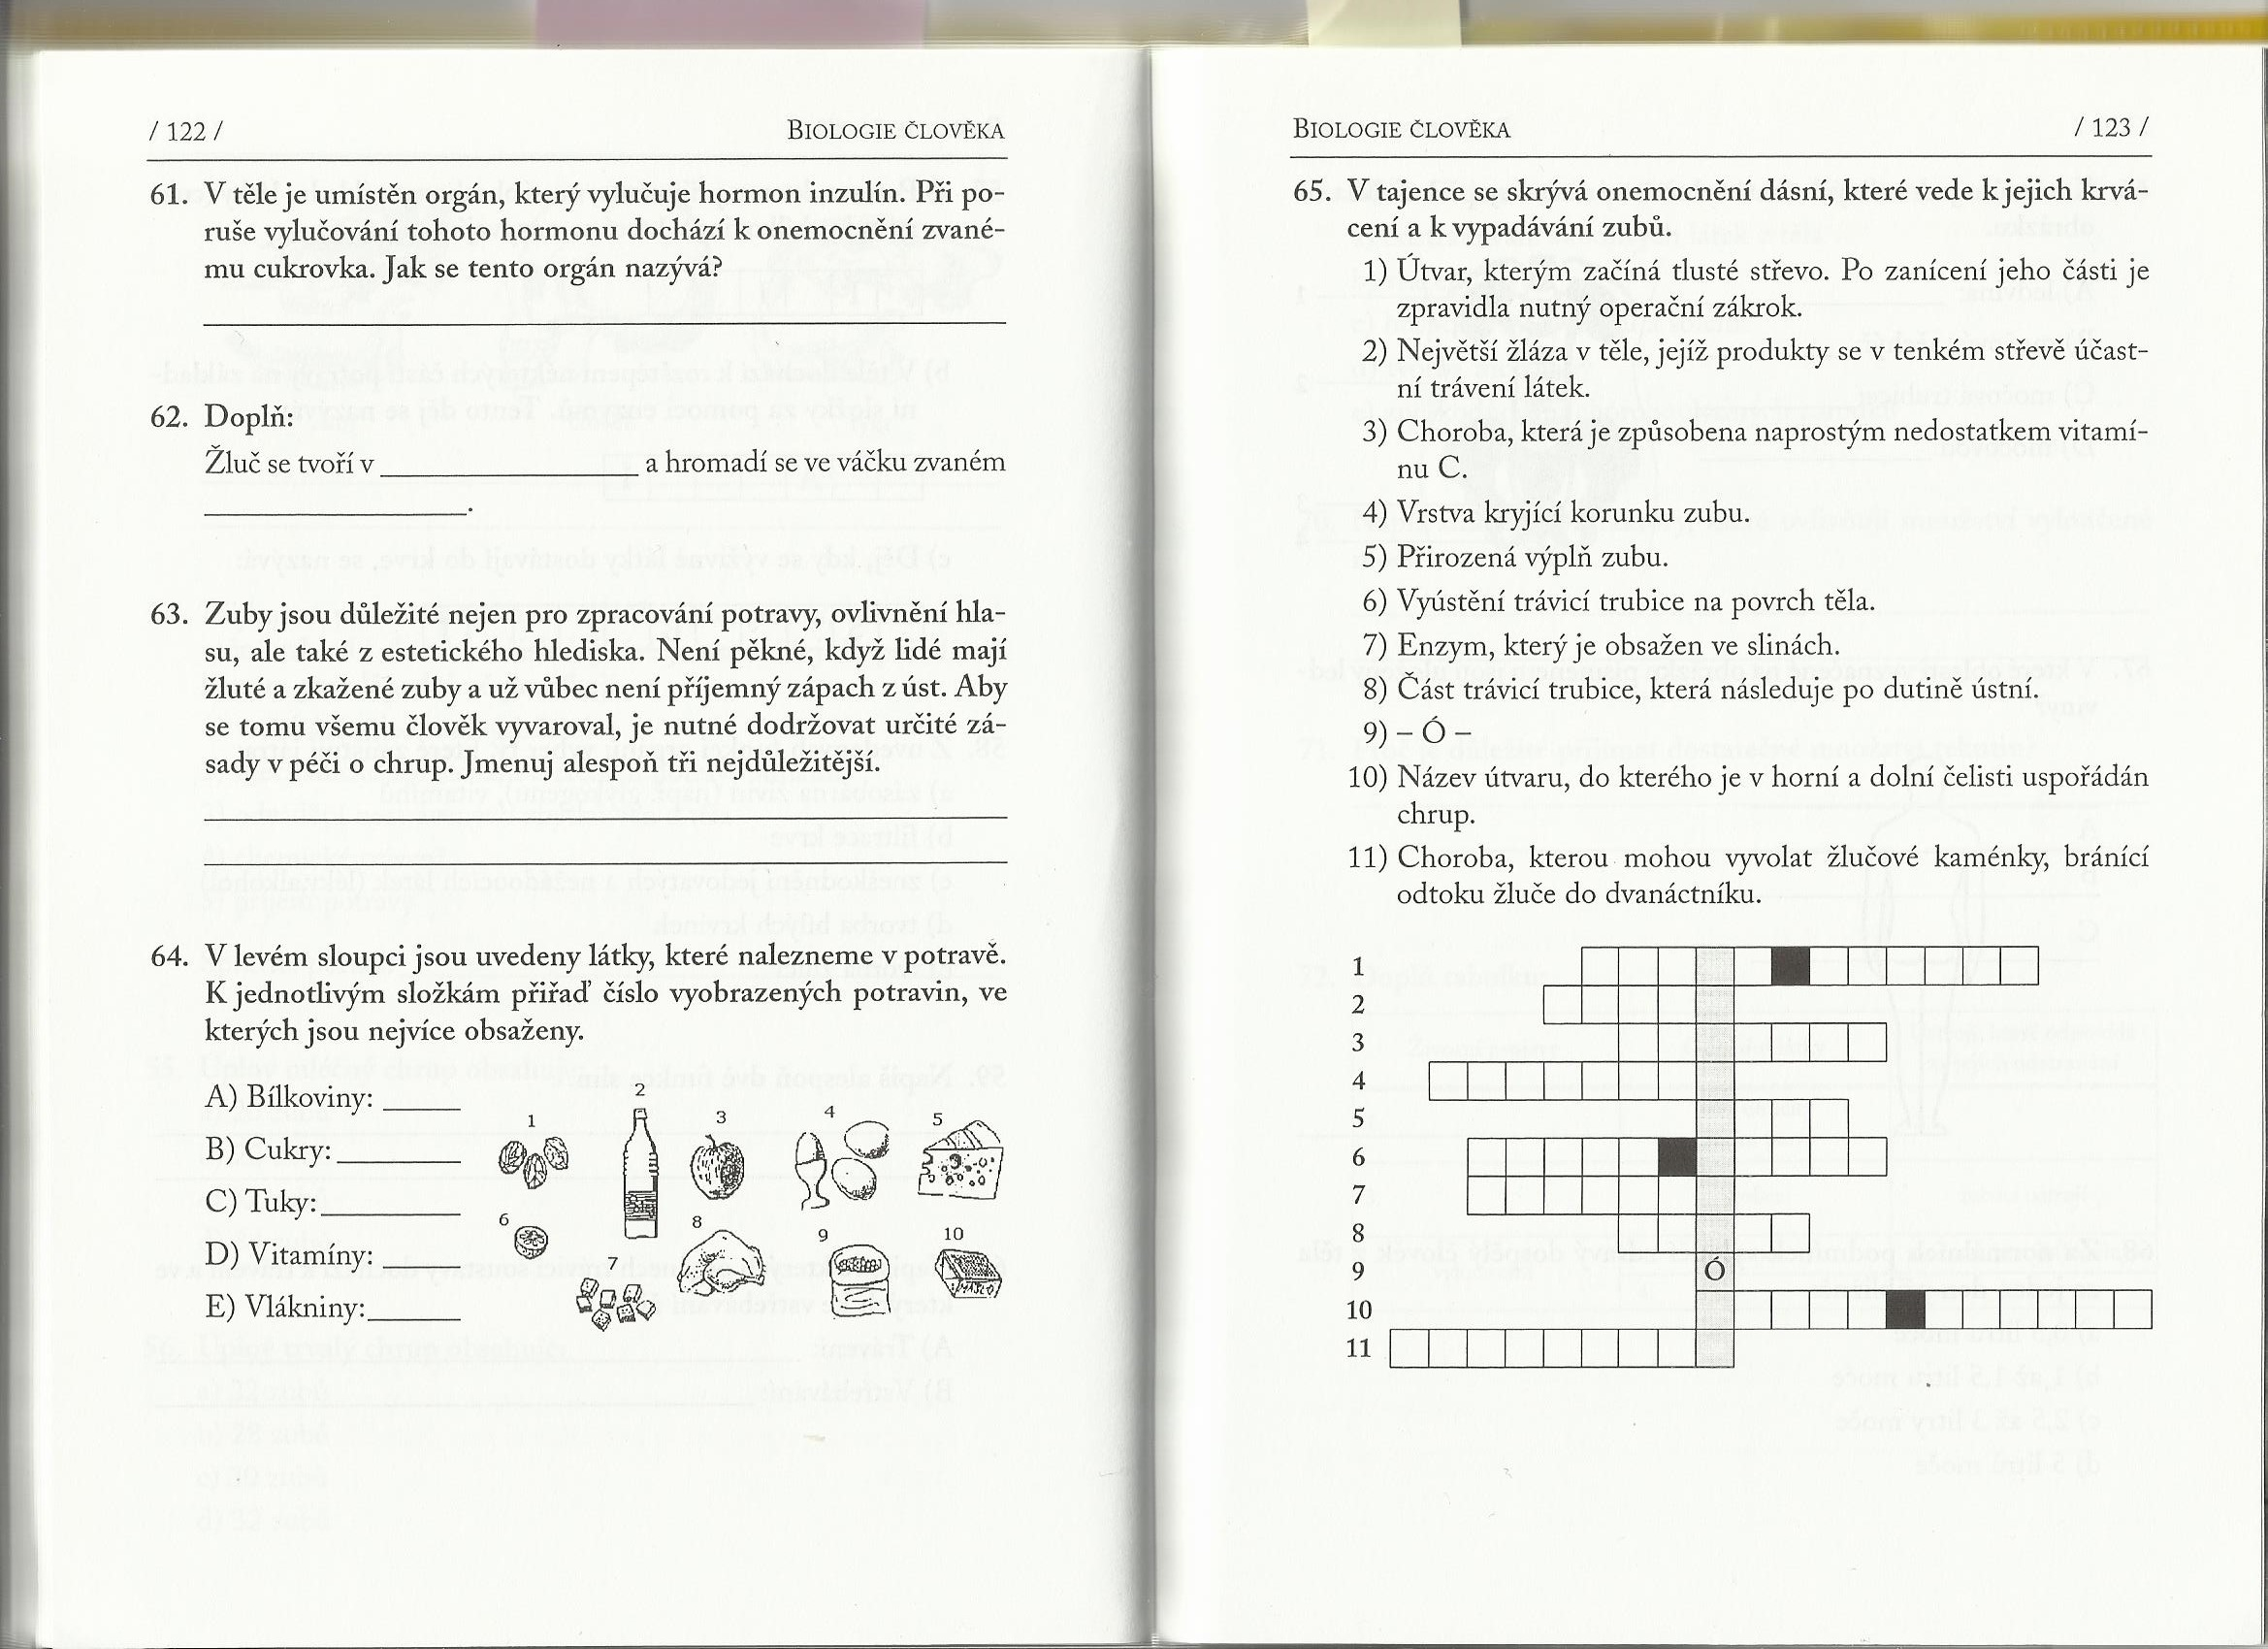 / 122 /
BIOLOGIE ČLOVĚKA
61. V těle je umístěn orgán, který vylučuje hormon inzulín. Při po-
ruše vylučování tohoto hormonu dochází k onemocnění zvané-
mu cukrovka. Jak se tento orgán nazývá?
62. Doplň:
Žluč se tvoří v ________ a hromadí se ve váčku zvaném
________.
63. Zuby jsou důležité nejen pro zpracování potravy, ovlivnění hla-
su, ale také z estetického hlediska. Není pěkné, když lidé mají
žluté a zkažené zuby a už vůbec není příjemný zápach z úst. Aby
se tomu všemu člověk vyvaroval, je nutné dodržovat určité zá-
sady v péči o chrup. Jmenuj alespoň tři nejdůležitější.
64. V levém sloupci jsou uvedeny látky, které nalezneme v potravě.
K jednotlivým složkám přiřaď číslo vyobrazených potravin, ve
kterých jsou nejvíce obsaženy.
A) Bílkoviny: ____
B) Cukry: ____
C) Tuky: ____
D) Vitamíny: ____
E) Vlákniny: ____
1
2
3
4
5
6
7
8
9
10
BIOLOGIE ČLOVĚKA
/ 123 /
65. V tajence se skrývá onemocnění dásní, které vede k jejich krvá-
cení a k vypadávání zubů.
1) Útvar, kterým začíná tlusté střevo. Po zanícení jeho části je
zpravidla nutný operační zákrok.
2) Největší žláza v těle, jejíž produkty se v tenkém střevě účast-
ní trávení látek.
3) Choroba, která je způsobena naprostým nedostatkem vitamí-
nu C.
4) Vrstva kryjící korunku zubu.
5) Přirozená výplň zubu.
6) Vyústění trávicí trubice na povrch těla.
7) Enzym, který je obsažen ve slinách.
8) Část trávicí trubice, která následuje po dutině ústní.
9) – Ó –
10) Název útvaru, do kterého je v horní a dolní čelisti uspořádán
chrup.
11) Choroba, kterou mohou vyvolat žlučové kaménky, bránící
odtoku žluče do dvanáctníku.
1
2
3
4
5
6
7
8
9 Ó
10
11